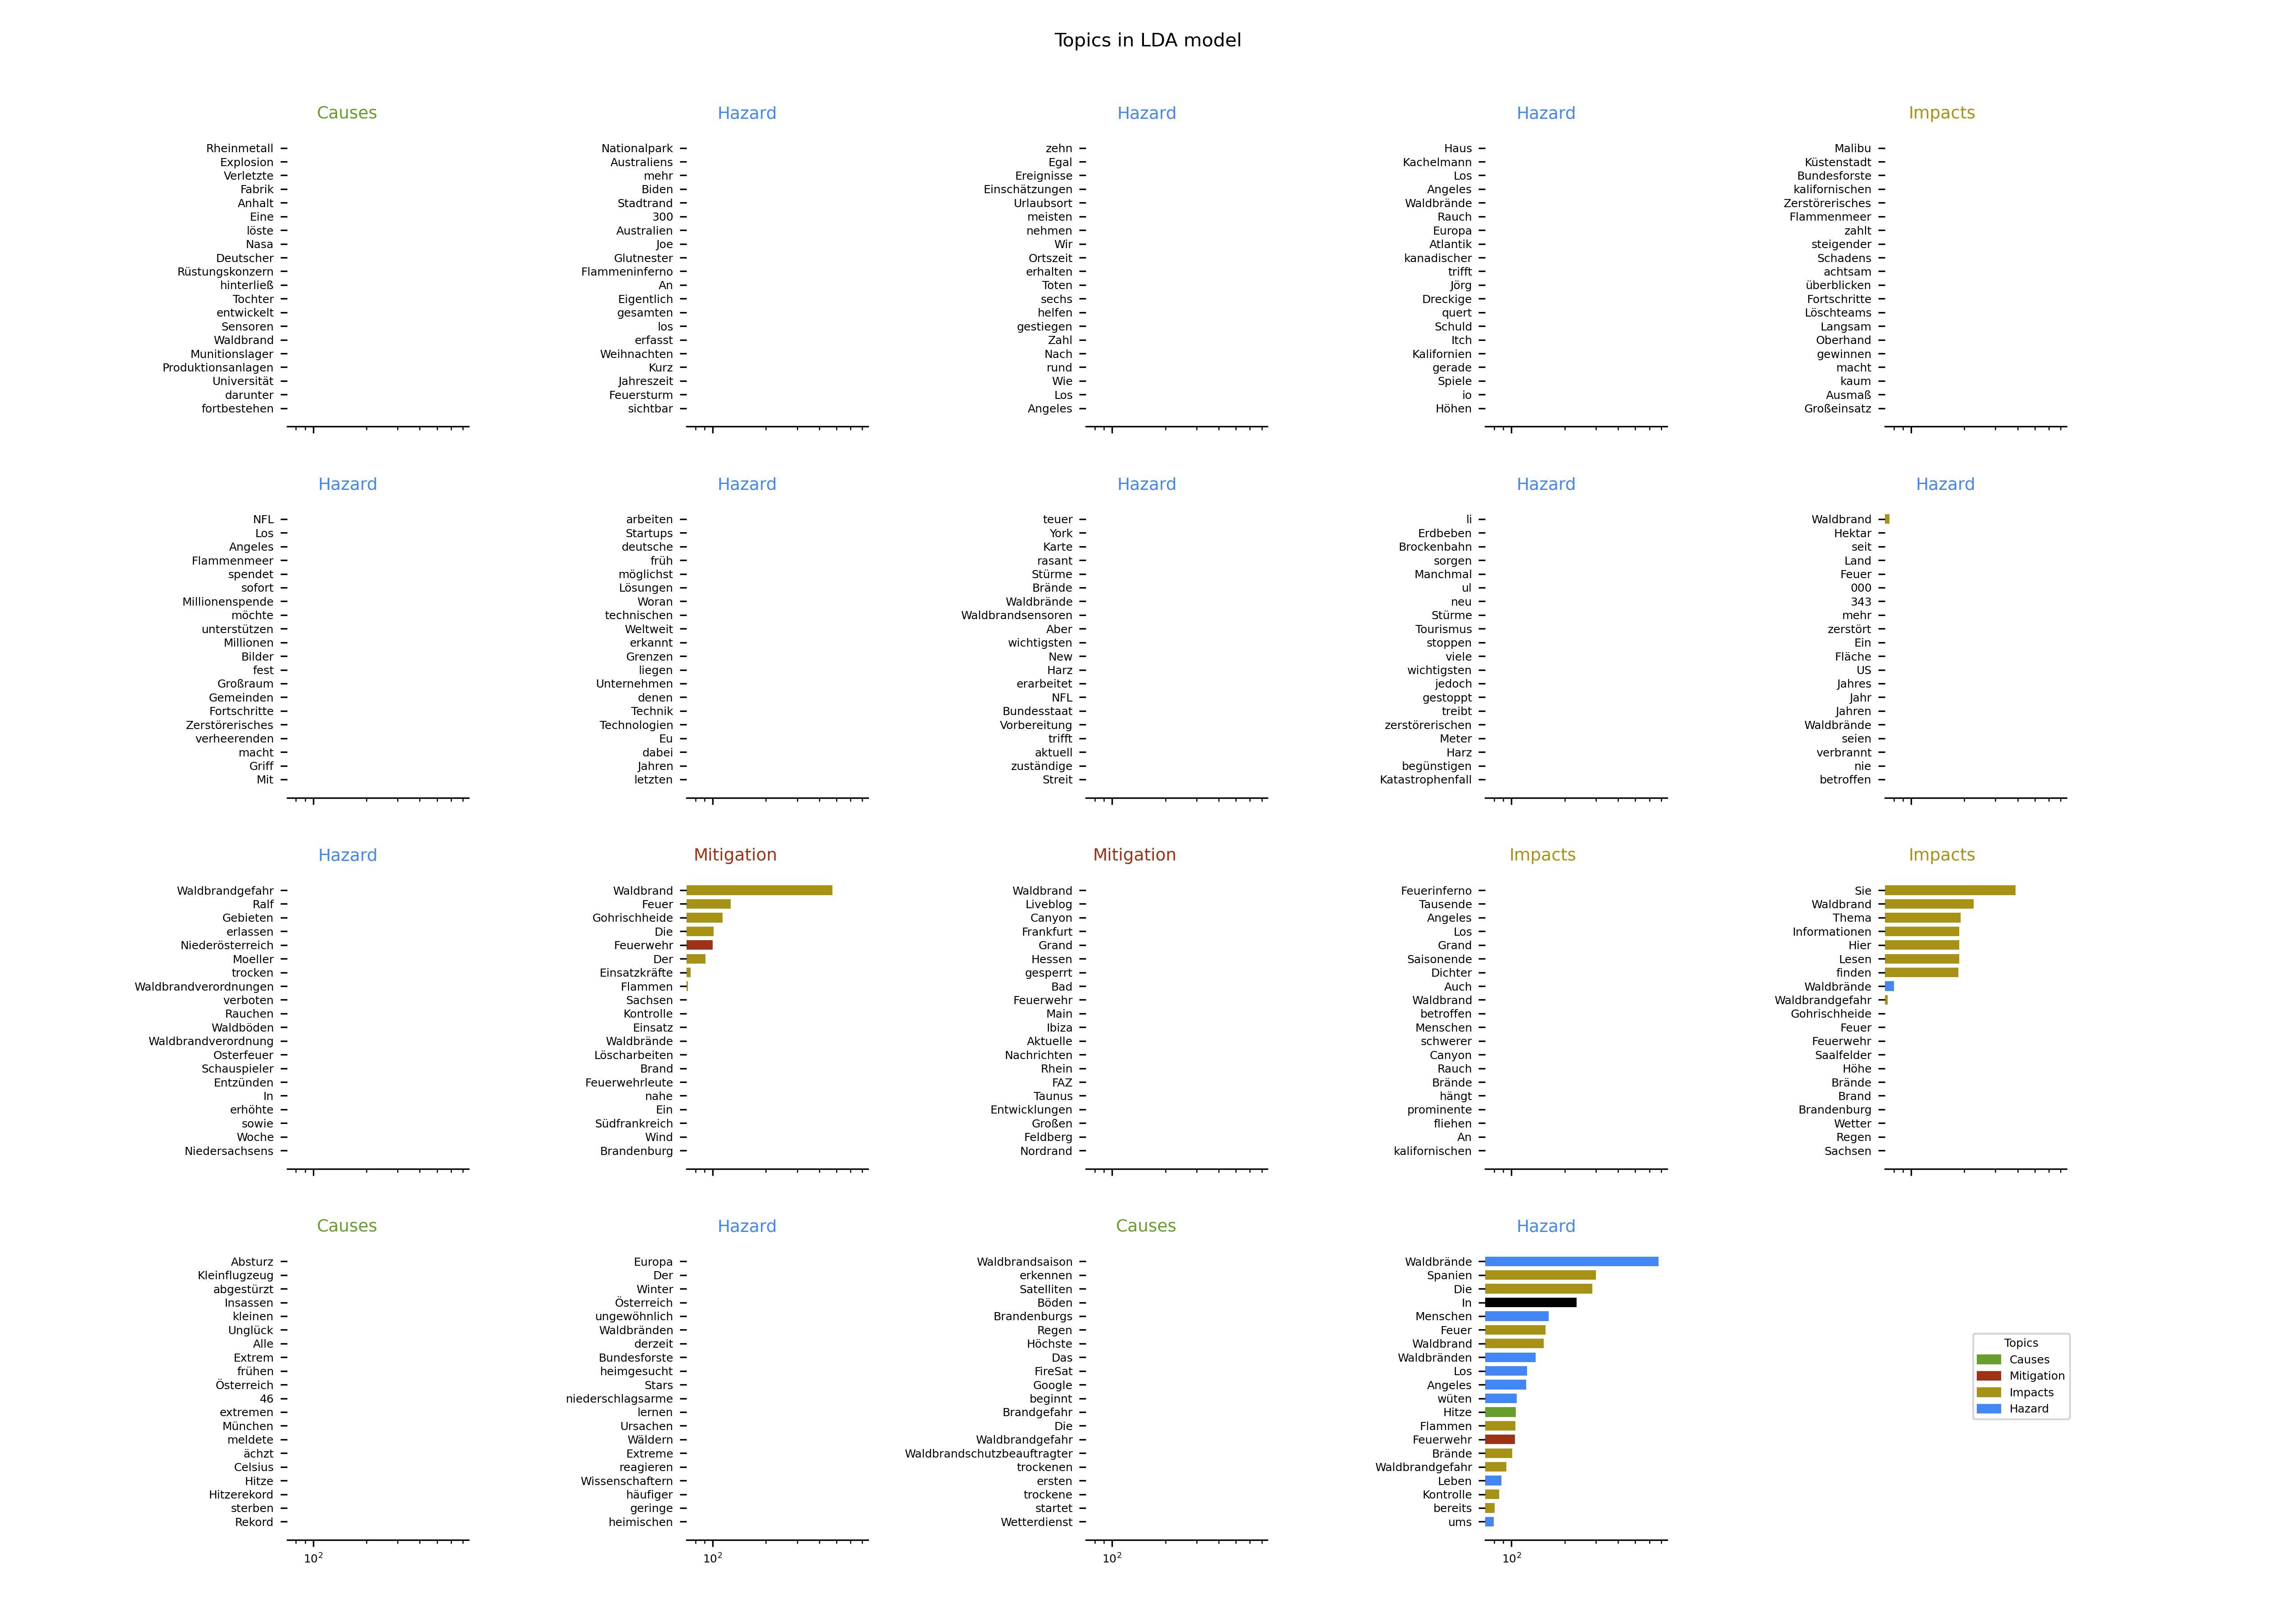 Topics in LDA model
Causes
Rheinmetall
Explosion
Verletzte
Fabrik
Anhalt
Eine
löste
Nasa
Deutscher
Rüstungskonzern
hinterließ
Tochter
entwickelt
Sensoren
Waldbrand
Munitionslager
Produktionsanlagen
Universität
darunter
fortbestehen
Hazard
Nationalpark
Australiens
mehr
Biden
Stadtrand
300
Australien
Joe
Glutnester
Flammeninferno
An
Eigentlich
gesamten
los
erfasst
Weihnachten
Kurz
Jahreszeit
Feuersturm
sichtbar
Hazard
zehn
Egal
Ereignisse
Einschätzungen
Urlaubsort
meisten
nehmen
Wir
Ortszeit
erhalten
Toten
sechs
helfen
gestiegen
Zahl
Nach
rund
Wie
Los
Angeles
Hazard
Haus
Kachelmann
Los
Angeles
Waldbrände
Rauch
Europa
Atlantik
kanadischer
trifft
Jörg
Dreckige
quert
Schuld
Itch
Kalifornien
gerade
Spiele
io
Höhen
Impacts
Malibu
Küstenstadt
Bundesforste
kalifornischen
Zerstörerisches
Flammenmeer
zahlt
steigender
Schadens
achtsam
überblicken
Fortschritte
Löschteams
Langsam
Oberhand
gewinnen
macht
kaum
Ausmaß
Großeinsatz
Hazard
NFL
Los
Angeles
Flammenmeer
spendet
sofort
Millionenspende
möchte
unterstützen
Millionen
Bilder
fest
Großraum
Gemeinden
Fortschritte
Zerstörerisches
verheerenden
macht
Griff
Mit
Hazard
arbeiten
Startups
deutsche
früh
möglichst
Lösungen
Woran
technischen
Weltweit
erkannt
Grenzen
liegen
Unternehmen
denen
Technik
Technologien
Eu
dabei
Jahren
letzten
Hazard
teuer
York
Karte
rasant
Stürme
Brände
Waldbrände
Waldbrandsensoren
Aber
wichtigsten
New
Harz
erarbeitet
NFL
Bundesstaat
Vorbereitung
trifft
aktuell
zuständige
Streit
Hazard
li
Erdbeben
Brockenbahn
sorgen
Manchmal
ul
neu
Stürme
Tourismus
stoppen
viele
wichtigsten
jedoch
gestoppt
treibt
zerstörerischen
Meter
Harz
begünstigen
Katastrophenfall
Hazard
Waldbrand
Hektar
seit
Land
Feuer
000
343
mehr
zerstört
Ein
Fläche
US
Jahres
Jahr
Jahren
Waldbrände
seien
verbrannt
nie
betroffen
Hazard
Waldbrandgefahr
Ralf
Gebieten
erlassen
Niederösterreich
Moeller
trocken
Waldbrandverordnungen
verboten
Rauchen
Waldböden
Waldbrandverordnung
Osterfeuer
Schauspieler
Entzünden
In
erhöhte
sowie
Woche
Niedersachsens
Mitigation
Waldbrand
Feuer
Gohrischheide
Die
Feuerwehr
Der
Einsatzkräfte
Flammen
Sachsen
Kontrolle
Einsatz
Waldbrände
Löscharbeiten
Brand
Feuerwehrleute
nahe
Ein
Südfrankreich
Wind
Brandenburg
Mitigation
Waldbrand
Liveblog
Canyon
Frankfurt
Grand
Hessen
gesperrt
Bad
Feuerwehr
Main
Ibiza
Aktuelle
Nachrichten
Rhein
FAZ
Taunus
Entwicklungen
Großen
Feldberg
Nordrand
Impacts
Feuerinferno
Tausende
Angeles
Los
Grand
Saisonende
Dichter
Auch
Waldbrand
betroffen
Menschen
schwerer
Canyon
Rauch
Brände
hängt
prominente
fliehen
An
kalifornischen
Impacts
Sie
Waldbrand
Thema
Informationen
Hier
Lesen
finden
Waldbrände
Waldbrandgefahr
Gohrischheide
Feuer
Feuerwehr
Saalfelder
Höhe
Brände
Brand
Brandenburg
Wetter
Regen
Sachsen
Causes
Absturz
Kleinflugzeug
abgestürzt
Insassen
kleinen
Unglück
Alle
Extrem
frühen
Österreich
46
extremen
München
meldete
ächzt
Celsius
Hitze
Hitzerekord
sterben
Rekord
10²
Hazard
Europa
Der
Winter
Österreich
ungewöhnlich
Waldbränden
derzeit
Bundesforste
heimgesucht
Stars
niederschlagsarme
lernen
Ursachen
Wäldern
Extreme
reagieren
Wissenschaftern
häufiger
geringe
heimischen
10²
Causes
Waldbrandsaison
erkennen
Satelliten
Böden
Brandenburgs
Regen
Höchste
Das
FireSat
Google
beginnt
Brandgefahr
Die
Waldbrandgefahr
Waldbrandschutzbeauftragter
trockenen
ersten
trockene
startet
Wetterdienst
10²
Hazard
Waldbrände
Spanien
Die
In
Menschen
Feuer
Waldbrand
Waldbränden
Los
Angeles
wüten
Hitze
Flammen
Feuerwehr
Brände
Waldbrandgefahr
Leben
Kontrolle
bereits
ums
10²
Topics
Causes
Mitigation
Impacts
Hazard